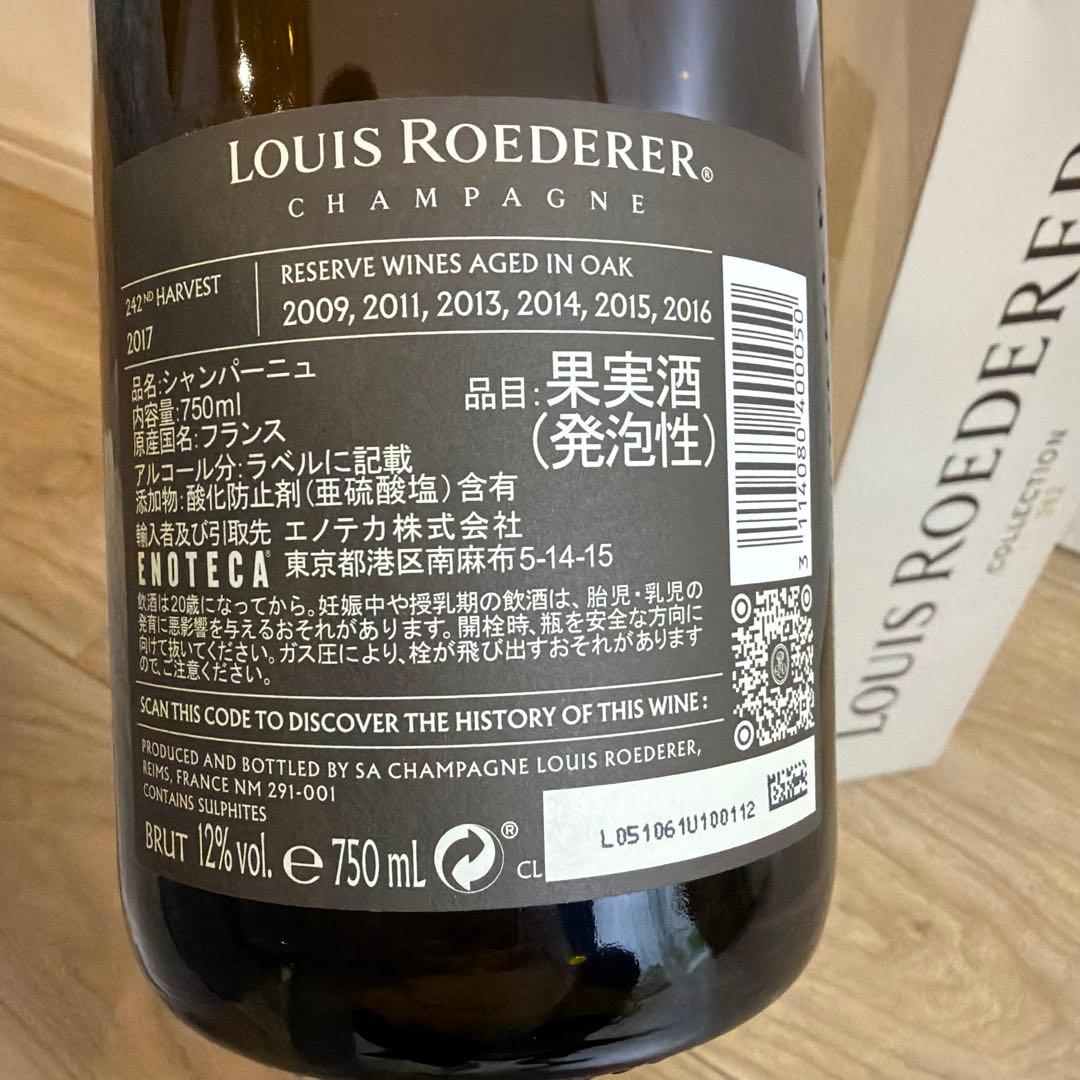 LOUIS ROEDERER®
CHAMPAGNE
242ND HARVEST
2017
RESERVE WINES AGED IN OAK
2009, 2011, 2013, 2014, 2015, 2016
品名:シャンパーニュ
内容量:750ml
原産国名:フランス
アルコール分:ラベルに記載
添加物:酸化防止剤(亜硫酸塩)含有
品目:果実酒
(発泡性)
輸入者及び引取先 エノテカ株式会社
ENOTECA® 東京都港区南麻布5-14-15
飲酒は20歳になってから。妊娠中や授乳期の飲酒は、胎児・乳児の
発育に悪影響を与えるおそれがあります。開栓時、瓶を安全な方向に
向けて抜いてください。ガス圧により、栓が飛び出すおそれがあります
ので、ご注意ください。
SCAN THIS CODE TO DISCOVER THE HISTORY OF THIS WINE:
PRODUCED AND BOTTLED BY SA CHAMPAGNE LOUIS ROEDERER,
REIMS, FRANCE NM 291-001
CONTAINS SULPHITES
BRUT 12% vol. e 750 mL ® CL
L051061U100112
3 114080 400050
LOUIS ROEDERER
COLLECTION
242